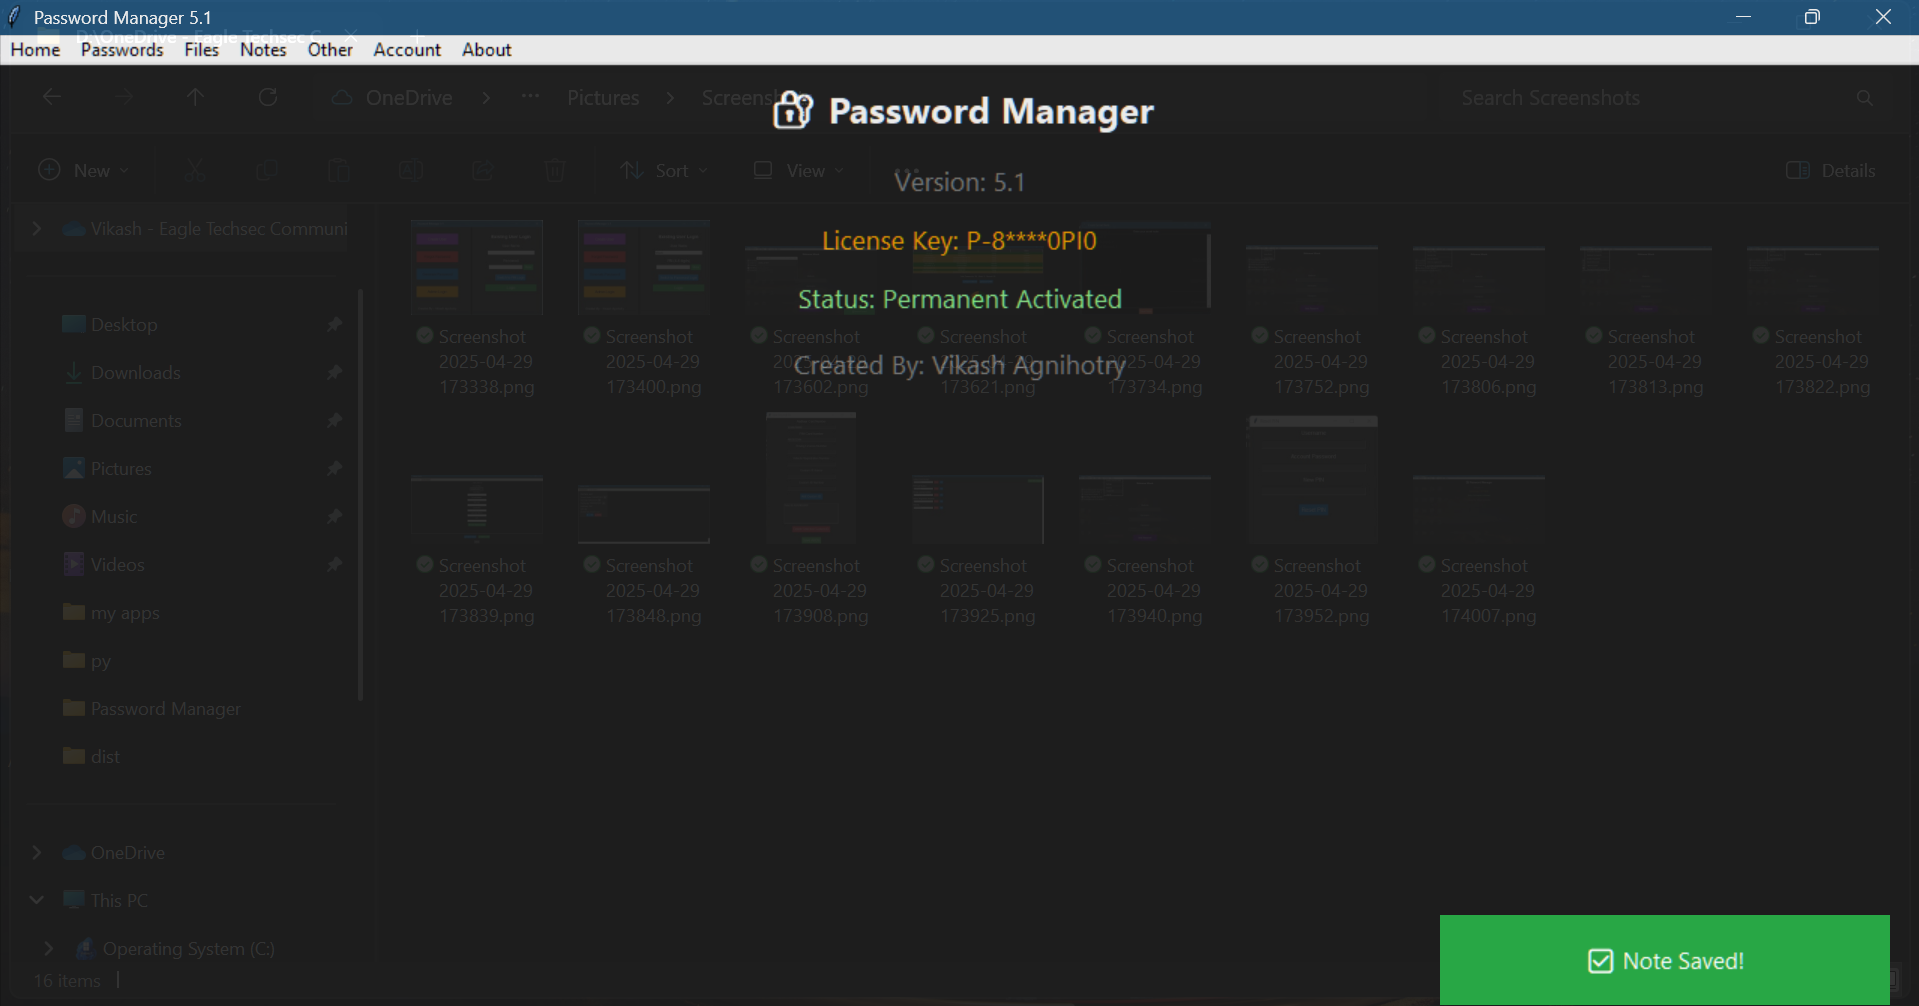 Password Manager 5.1
D:\OneDrive - Eagle Techsec C
Home Passwords Files Notes Other Account About
OneDrive > ... Pictures > Screensh
Search Screenshots
Password Manager
New Sort View ... Details
Version: 5.1
Vikash - Eagle Techsec Communi
License Key: P-8****0PI0
Status: Permanent Activated
Created By: Vikash Agnihotry
Desktop
Downloads
Documents
Pictures
Music
Videos
my apps
py
Password Manager
dist
OneDrive
This PC
Operating System (C:)
16 items
Screenshot
2025-04-29
173338.png
Screenshot
2025-04-29
173400.png
Screenshot
2025-04-29
173602.png
Screenshot
2025-04-29
173621.png
Screenshot
2025-04-29
173734.png
Screenshot
2025-04-29
173752.png
Screenshot
2025-04-29
173806.png
Screenshot
2025-04-29
173813.png
Screenshot
2025-04-29
173822.png
Screenshot
2025-04-29
173839.png
Screenshot
2025-04-29
173848.png
Screenshot
2025-04-29
173908.png
Screenshot
2025-04-29
173925.png
Screenshot
2025-04-29
173940.png
Screenshot
2025-04-29
173952.png
Screenshot
2025-04-29
174007.png
Note Saved!